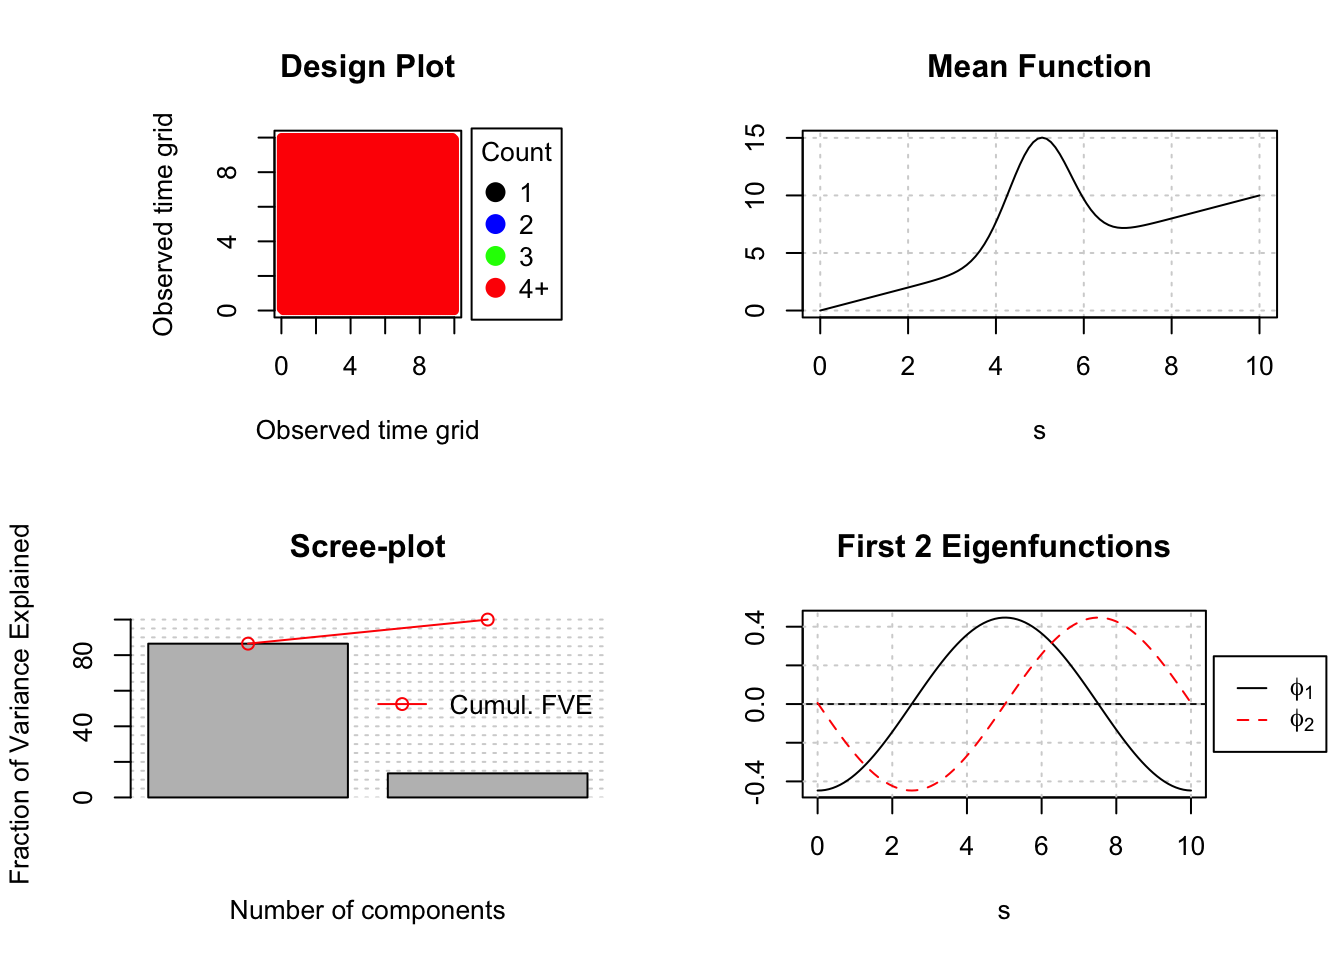 Design Plot
Observed time grid
0 4 8
Count
1
2
3
4+
0 4 8
Observed time grid
Mean Function
0 5 10 15
0 2 4 6 8 10
s
Scree-plot
Fraction of Variance Explained
0 40 80
Cumul. FVE
Number of components
First 2 Eigenfunctions
-0.4 0.0 0.4
ϕ1
ϕ2
0 2 4 6 8 10
s